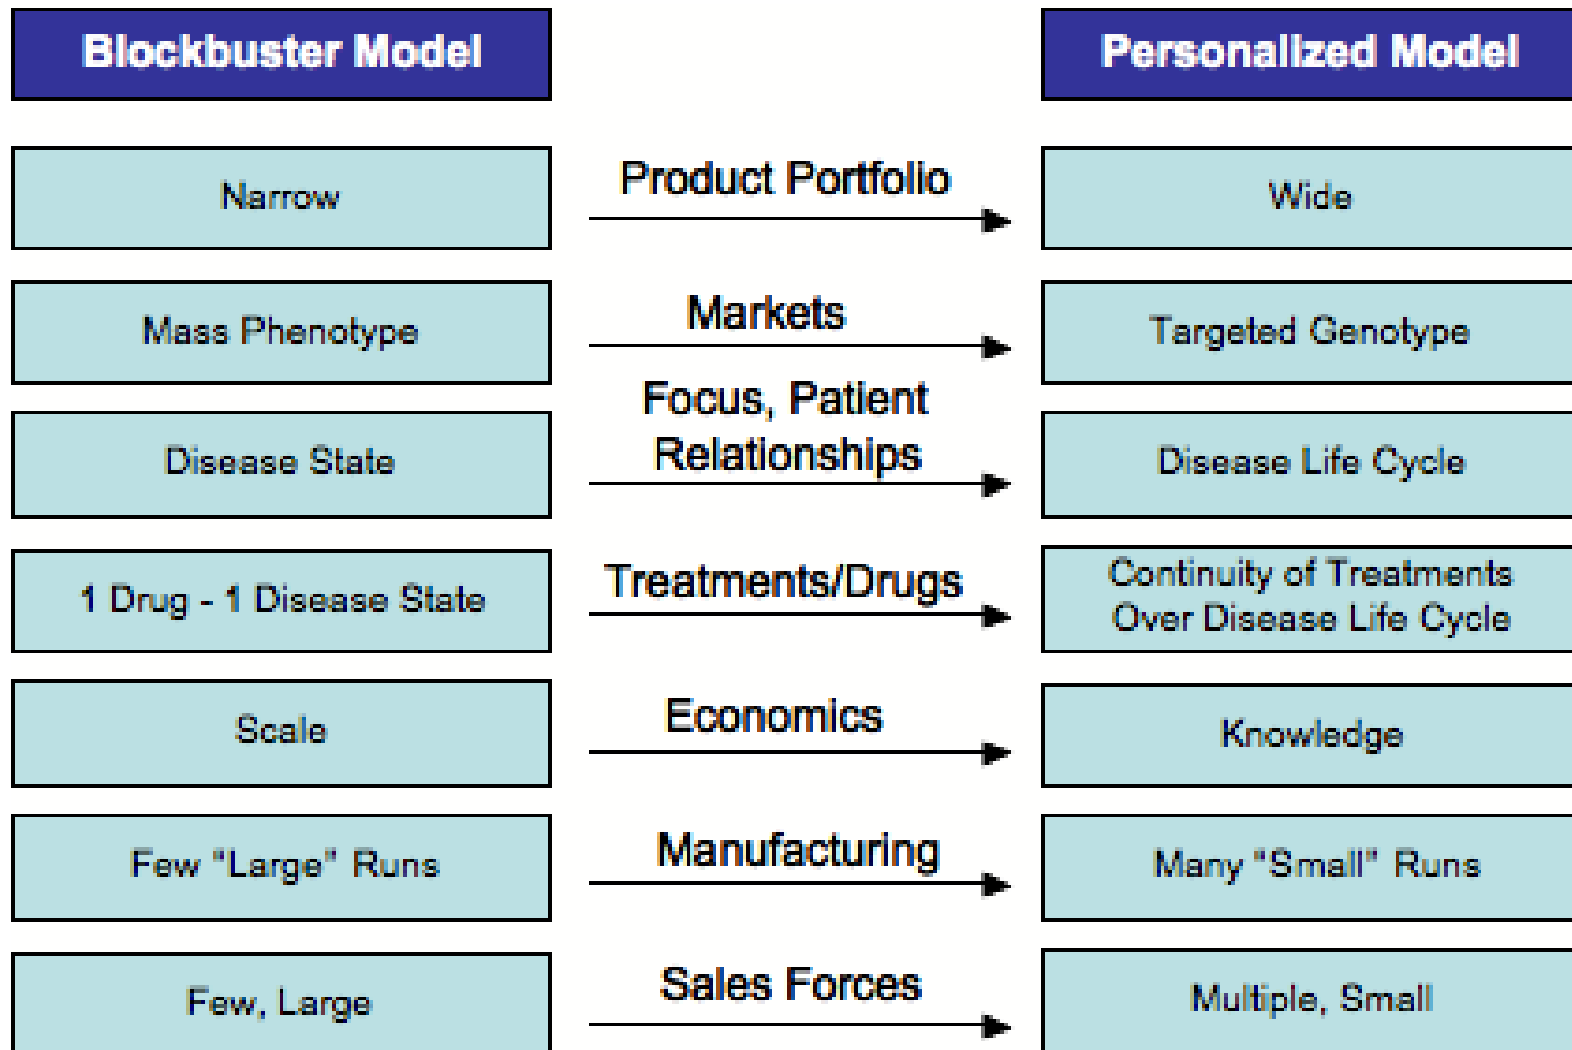 Blockbuster Model
Personalized Model
Narrow
Product Portfolio
Wide
Mass Phenotype
Markets
Targeted Genotype
Disease State
Focus, Patient
Relationships
Disease Life Cycle
1 Drug - 1 Disease State
Treatments/Drugs
Continuity of Treatments
Over Disease Life Cycle
Scale
Economics
Knowledge
Few "Large" Runs
Manufacturing
Many "Small" Runs
Few, Large
Sales Forces
Multiple, Small